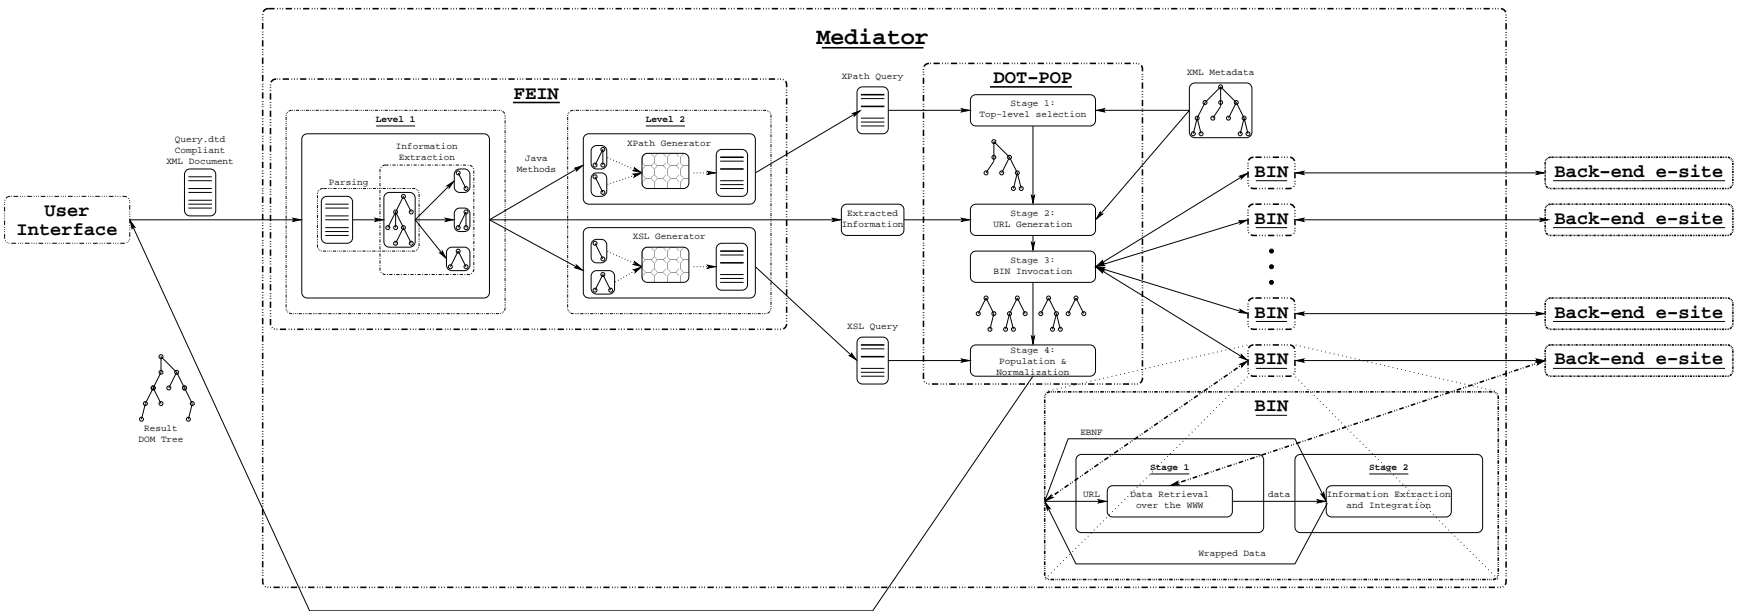 Mediator
FEIN
Level 1
Information
Extraction
Parsing
Query.dtd
Compliant
XML Document
User
Interface
Java
Methods
Level 2
XPath Generator
XSL Generator
XPath Query
Extracted
Information
XSL Query
DOT-POP
Stage 1:
Top-level selection
Stage 2:
URL Generation
Stage 3:
BIN Invocation
Stage 4:
Population &
Normalization
XML Metadata
BIN
Back-end e-site
BIN
Back-end e-site
BIN
Back-end e-site
BIN
Back-end e-site
BIN
EBNF
Stage 1
URL
Data Retrieval
over the WWW
data
Stage 2
Information Extraction
and Integration
Wrapped Data
Result
DOM Tree